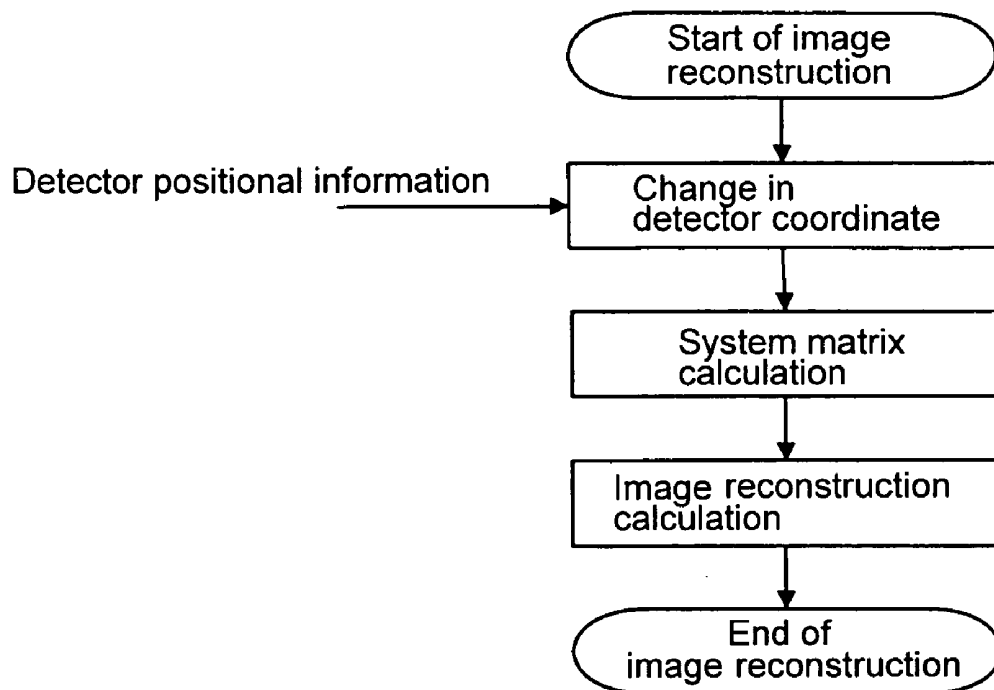 Start of image
reconstruction
Detector positional information
Change in
detector coordinate
System matrix
calculation
Image reconstruction
calculation
End of
image reconstruction